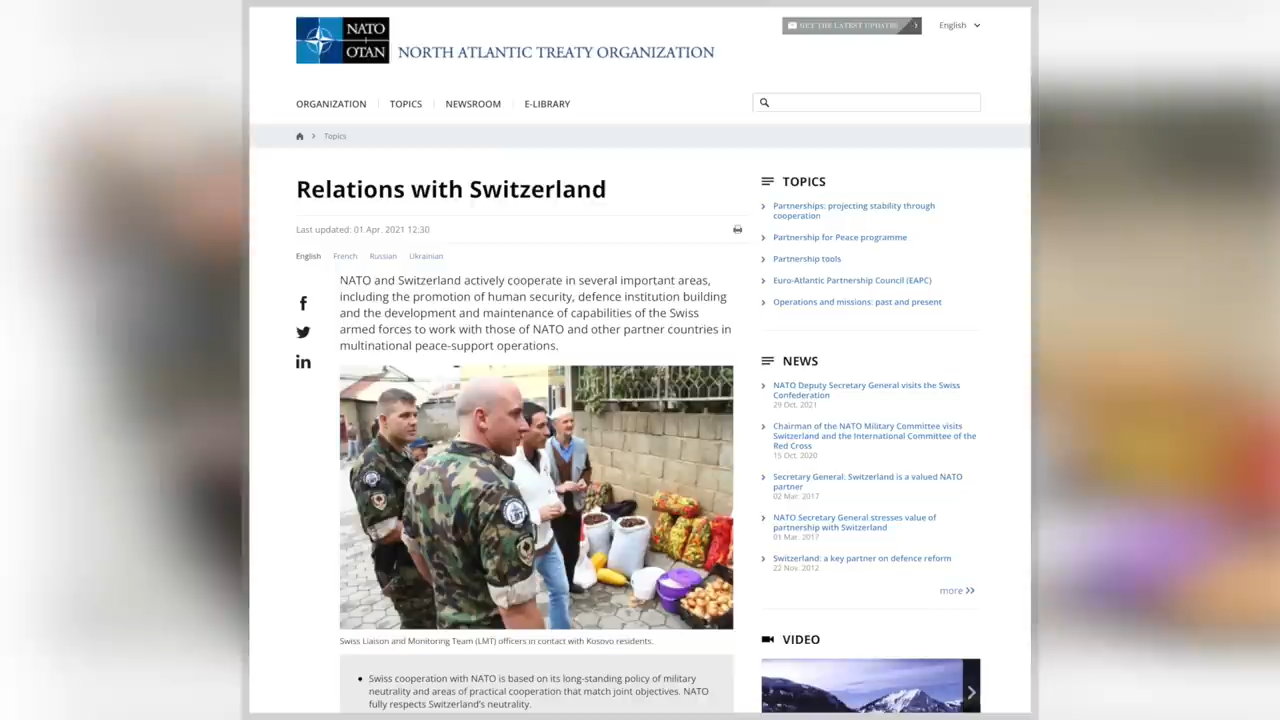 NATO
OTAN
NORTH ATLANTIC TREATY ORGANIZATION
GET THE LATEST UPDATES
English
ORGANIZATION
TOPICS
NEWSROOM
E-LIBRARY
Topics
Relations with Switzerland
Last updated: 01 Apr. 2021 12:30
English French Russian Ukrainian
NATO and Switzerland actively cooperate in several important areas,
including the promotion of human security, defence institution building
and the development and maintenance of capabilities of the Swiss
armed forces to work with those of NATO and other partner countries in
multinational peace-support operations.
Swiss Liaison and Monitoring Team (LMT) officers in contact with Kosovo residents.
• Swiss cooperation with NATO is based on its long-standing policy of military
neutrality and areas of practical cooperation that match joint objectives. NATO
fully respects Switzerland's neutrality.
TOPICS
Partnerships: projecting stability through
cooperation
Partnership for Peace programme
Partnership tools
Euro-Atlantic Partnership Council (EAPC)
Operations and missions: past and present
NEWS
NATO Deputy Secretary General visits the Swiss
Confederation
29 Oct. 2021
Chairman of the NATO Military Committee visits
Switzerland and the International Committee of the
Red Cross
15 Oct. 2020
Secretary General: Switzerland is a valued NATO
partner
02 Mar. 2017
NATO Secretary General stresses value of
partnership with Switzerland
01 Mar. 2017
Switzerland: a key partner on defence reform
22 Nov. 2012
more
VIDEO